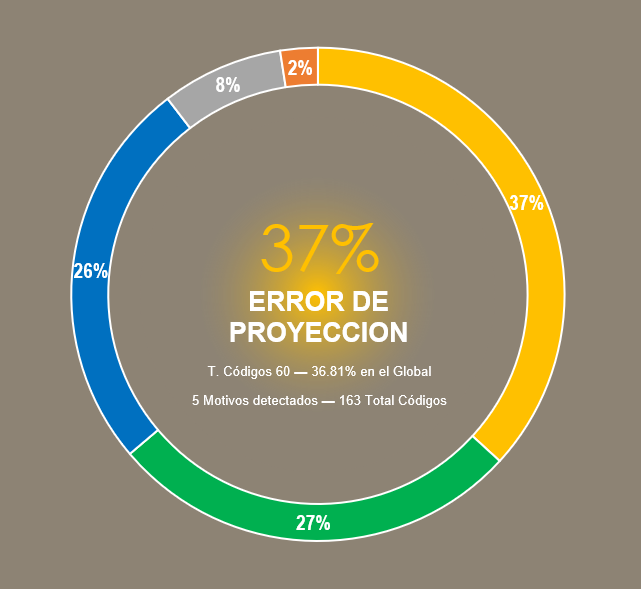 2%
8%
37%
37%
ERROR DE
PROYECCION
26%
T. Códigos 60 — 36.81% en el Global
5 Motivos detectados — 163 Total Códigos
27%